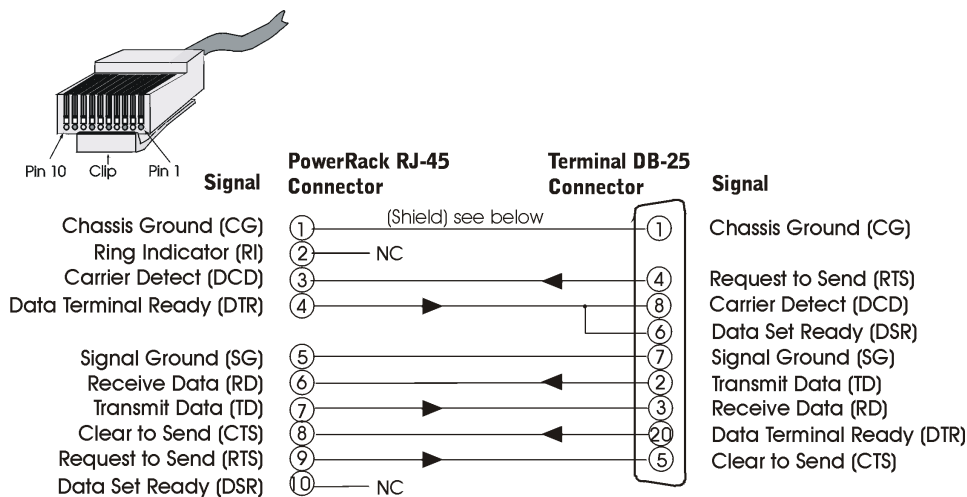 Pin 10 Clip Pin 1
Signal PowerRack RJ-45 Connector Terminal DB-25 Connector Signal
Chassis Ground (CG) 1 (Shield) see below 1 Chassis Ground (CG)
Ring Indicator (RI) 2 NC
Carrier Detect (DCD) 3 4 Request to Send (RTS)
Data Terminal Ready (DTR) 4 8 Carrier Detect (DCD)
6 Data Set Ready (DSR)
Signal Ground (SG) 5 7 Signal Ground (SG)
Receive Data (RD) 6 2 Transmit Data (TD)
Transmit Data (TD) 7 3 Receive Data (RD)
Clear to Send (CTS) 8 20 Data Terminal Ready (DTR)
Request to Send (RTS) 9 5 Clear to Send (CTS)
Data Set Ready (DSR) 10 NC